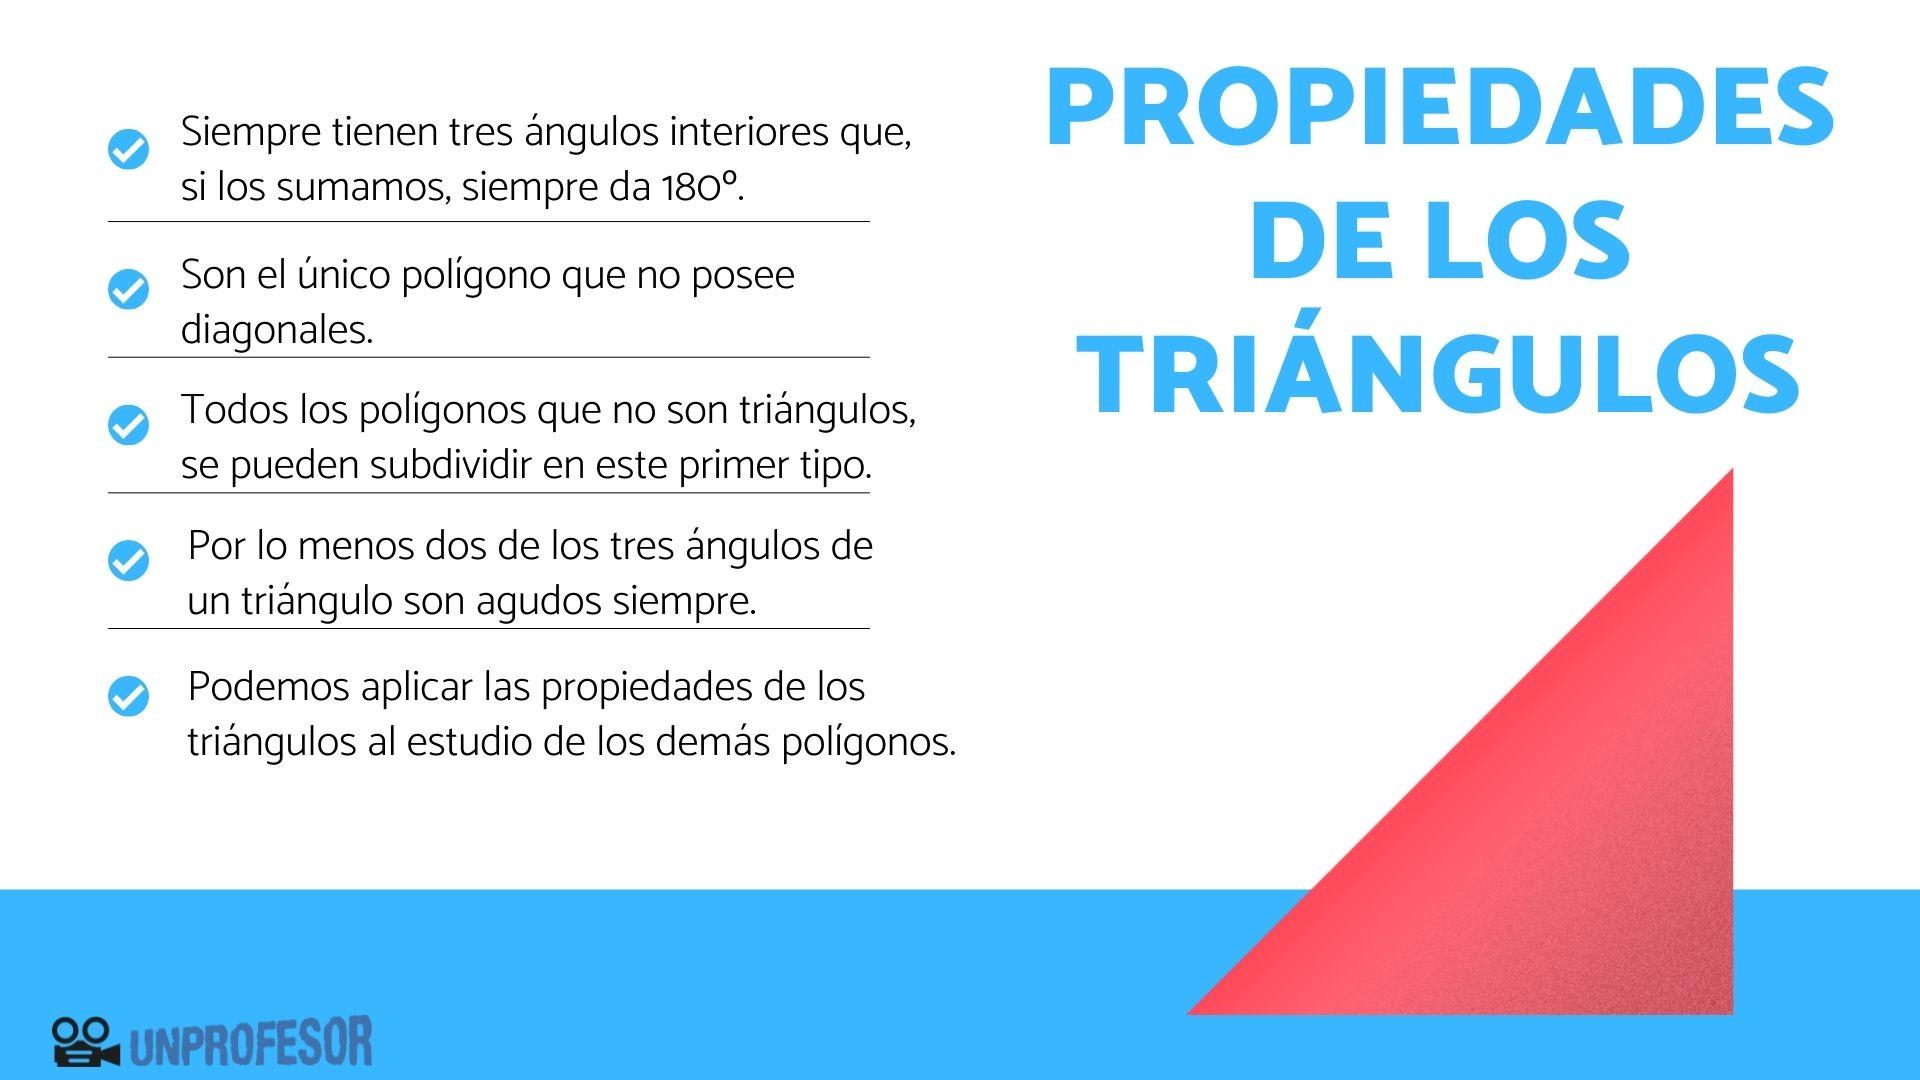 PROPIEDADES
DE LOS
TRIÁNGULOS
Siempre tienen tres ángulos interiores que,
si los sumamos, siempre da 180º.
Son el único polígono que no posee
diagonales.
Todos los polígonos que no son triángulos,
se pueden subdividir en este primer tipo.
Por lo menos dos de los tres ángulos de
un triángulo son agudos siempre.
Podemos aplicar las propiedades de los
triángulos al estudio de los demás polígonos.
UNPROFESOR